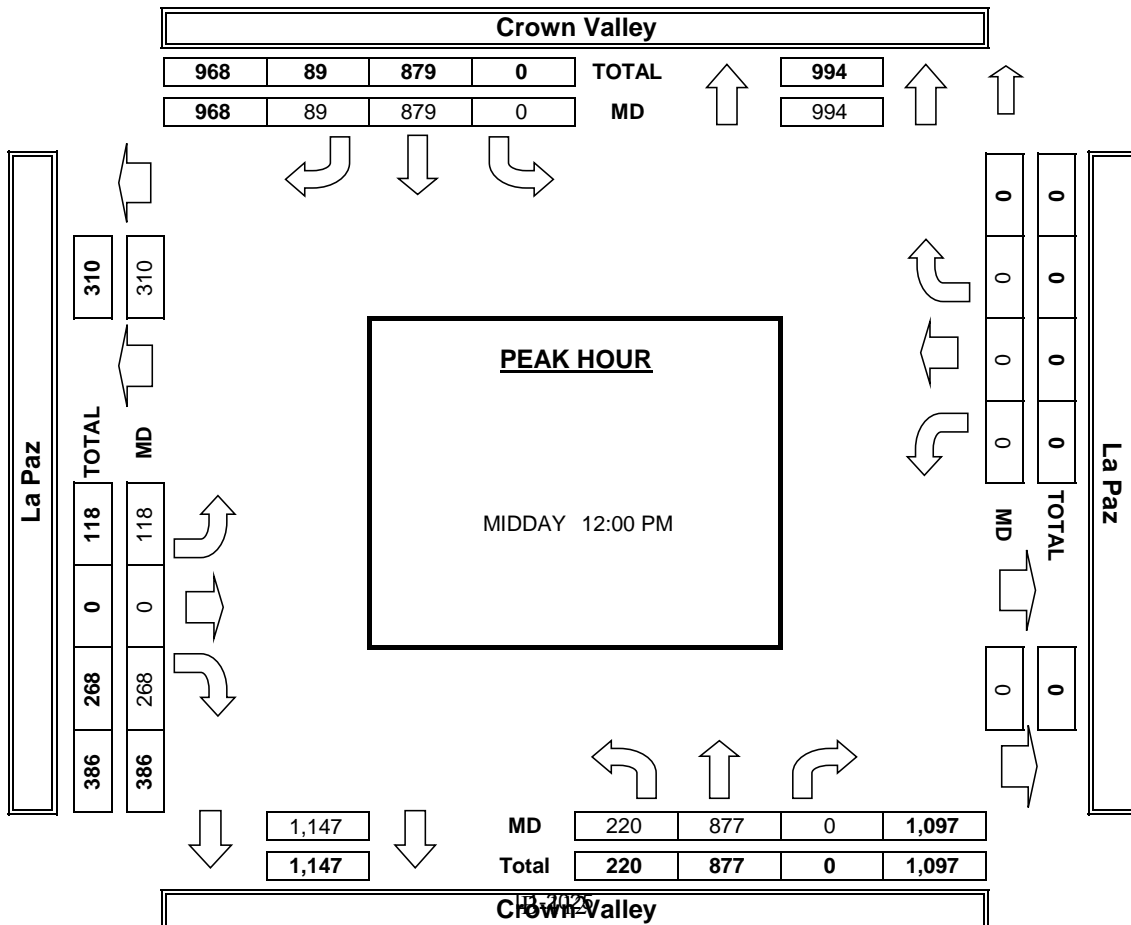 Crown Valley
968 89 879 0 TOTAL 994
968 89 879 0 MD 994
La Paz
TOTAL
310
118
0
268
386
MD
310
118
0
268
386
PEAK HOUR
MIDDAY 12:00 PM
0
0
0
0
MD
0
0
0
0
0
TOTAL
0
La Paz
1,147 MD 220 877 0 1,097
1,147 Total 220 877 0 1,097
Crown Valley